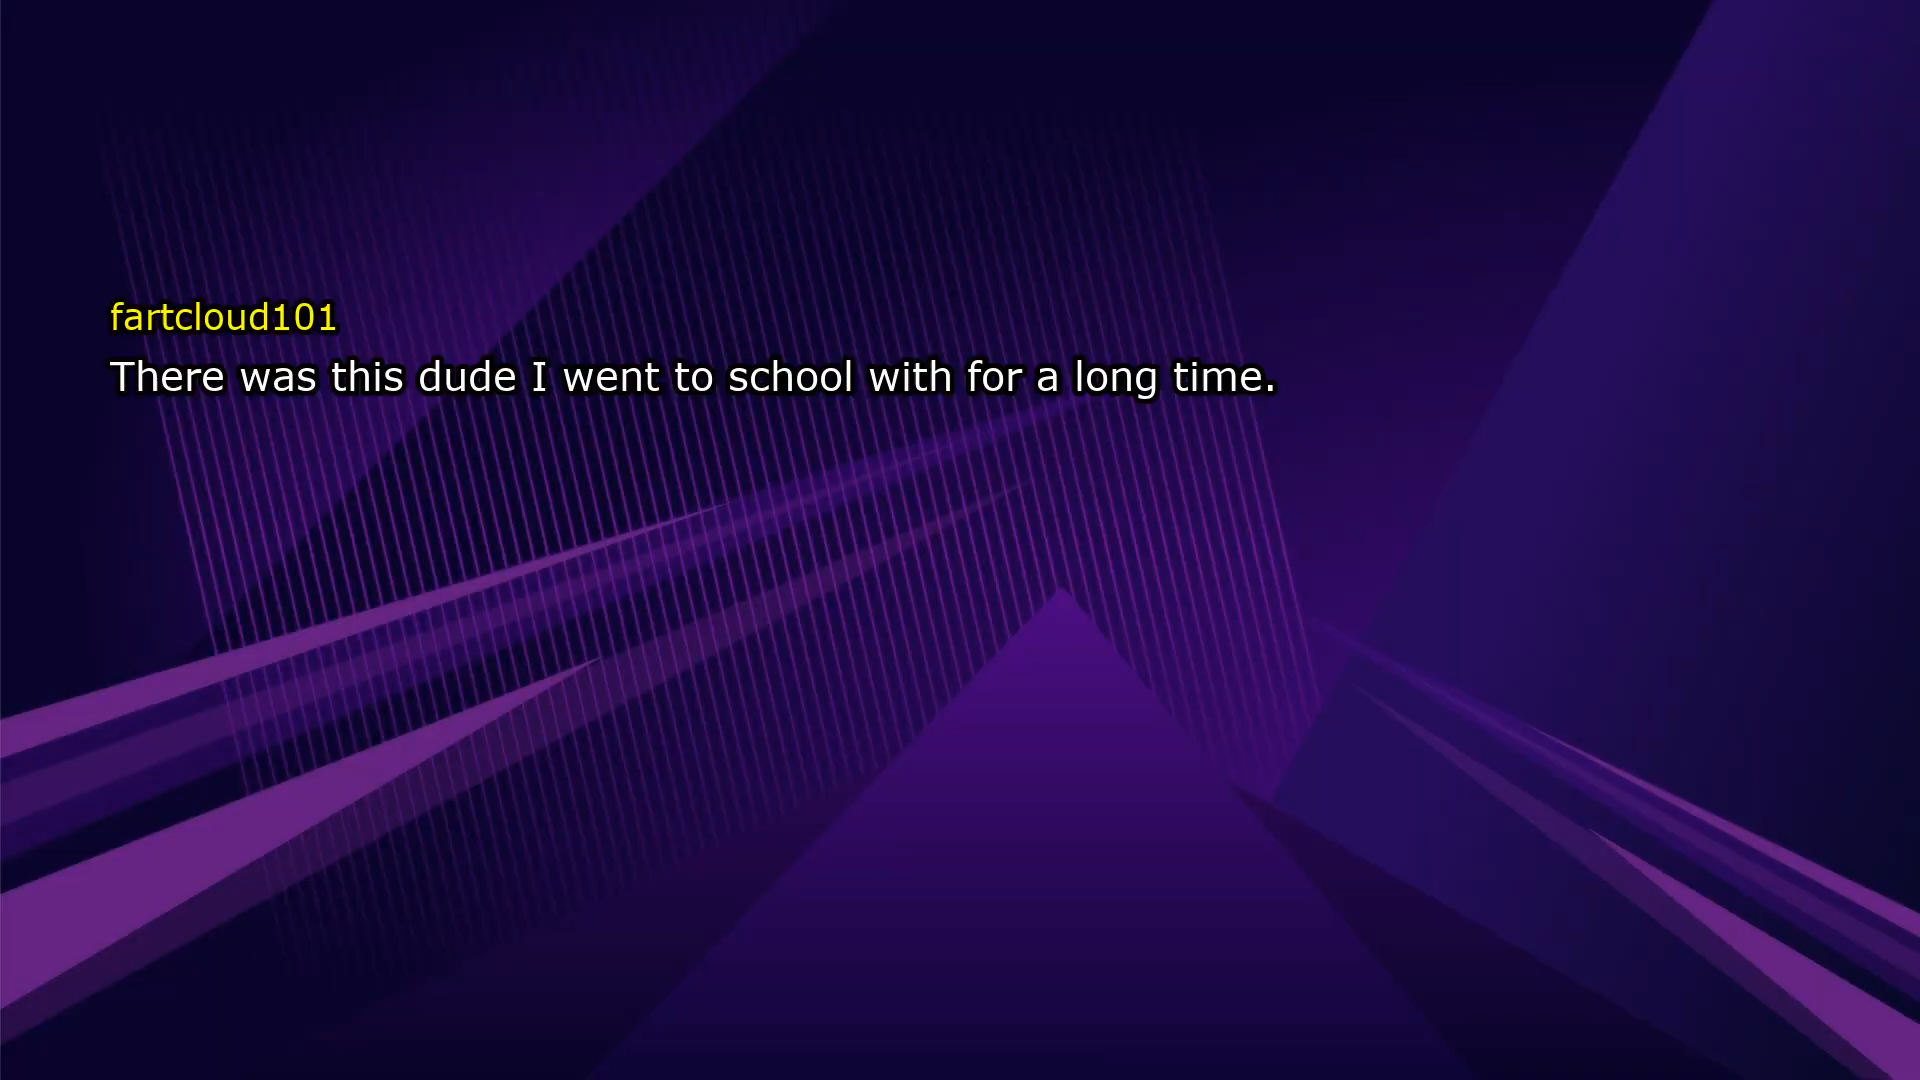 fartcloud101
There was this dude I went to school with for a long time.